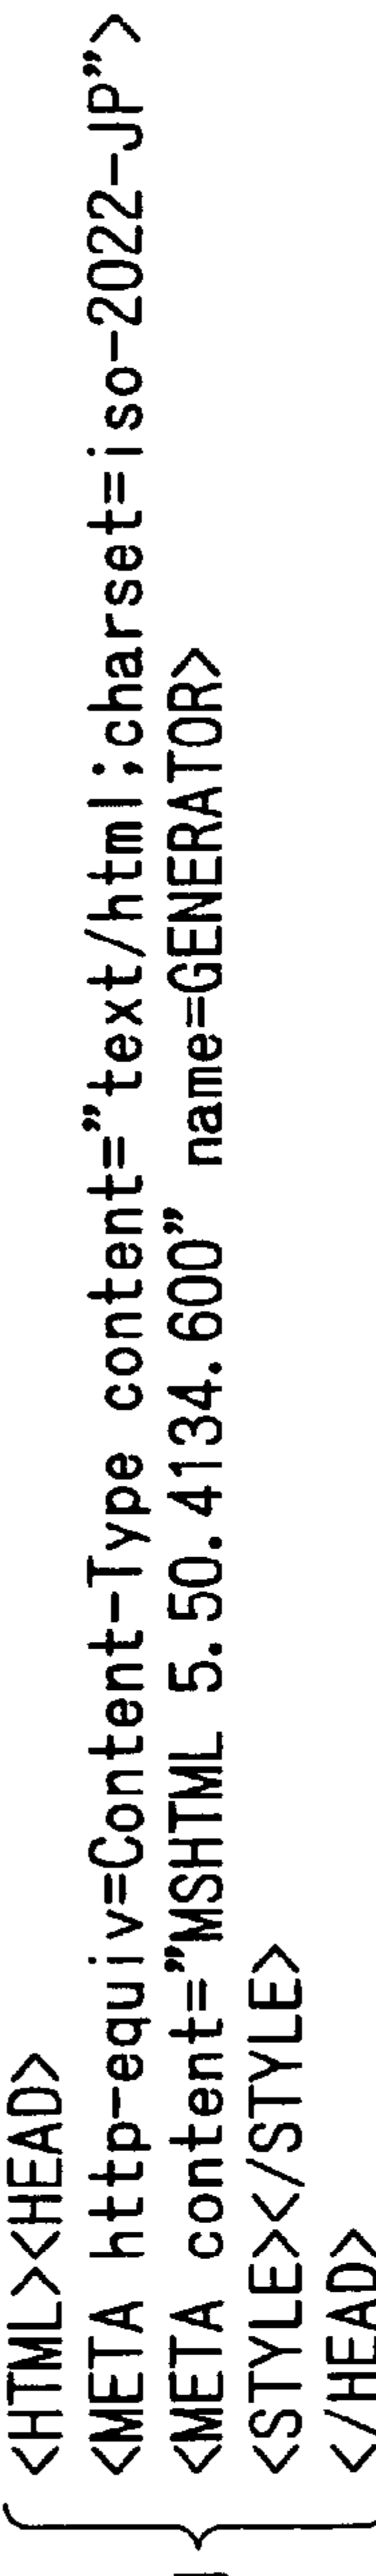 <HTML><HEAD>
<META http-equiv=Content-Type content=”text/html;charset=iso-2022-JP”>
<META content=”MSHTML 5.50.4134.600” name=GENERATOR>
<STYLE></STYLE>
</HEAD>